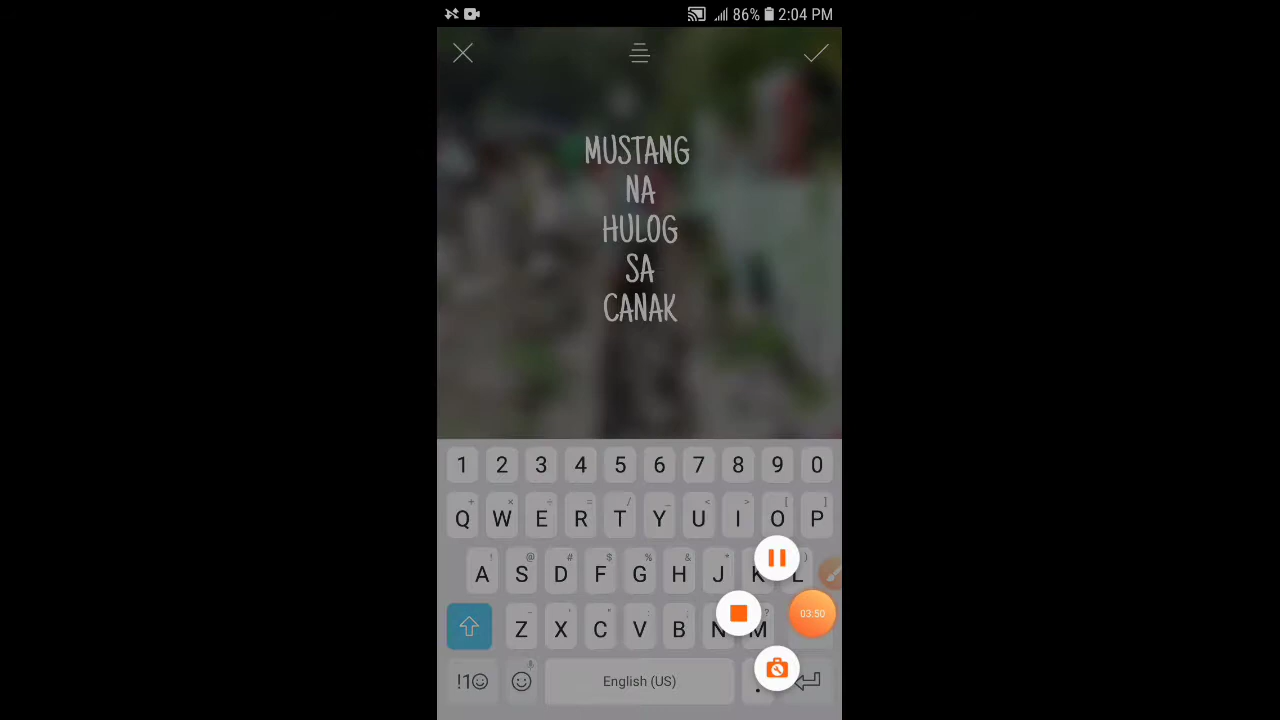 86% 2:04 PM
MUSTANG
NA
HULOG
SA
CANAK
1 2 3 4 5 6 7 8 9 0
+ × ÷ = / _ < > [ ]
Q W E R T Y U I O P
! @ # $ % & * )
A S D F G H J K L
03:50
- ' " : ; ?
Z X C V B N M
!1☺ English (US) .